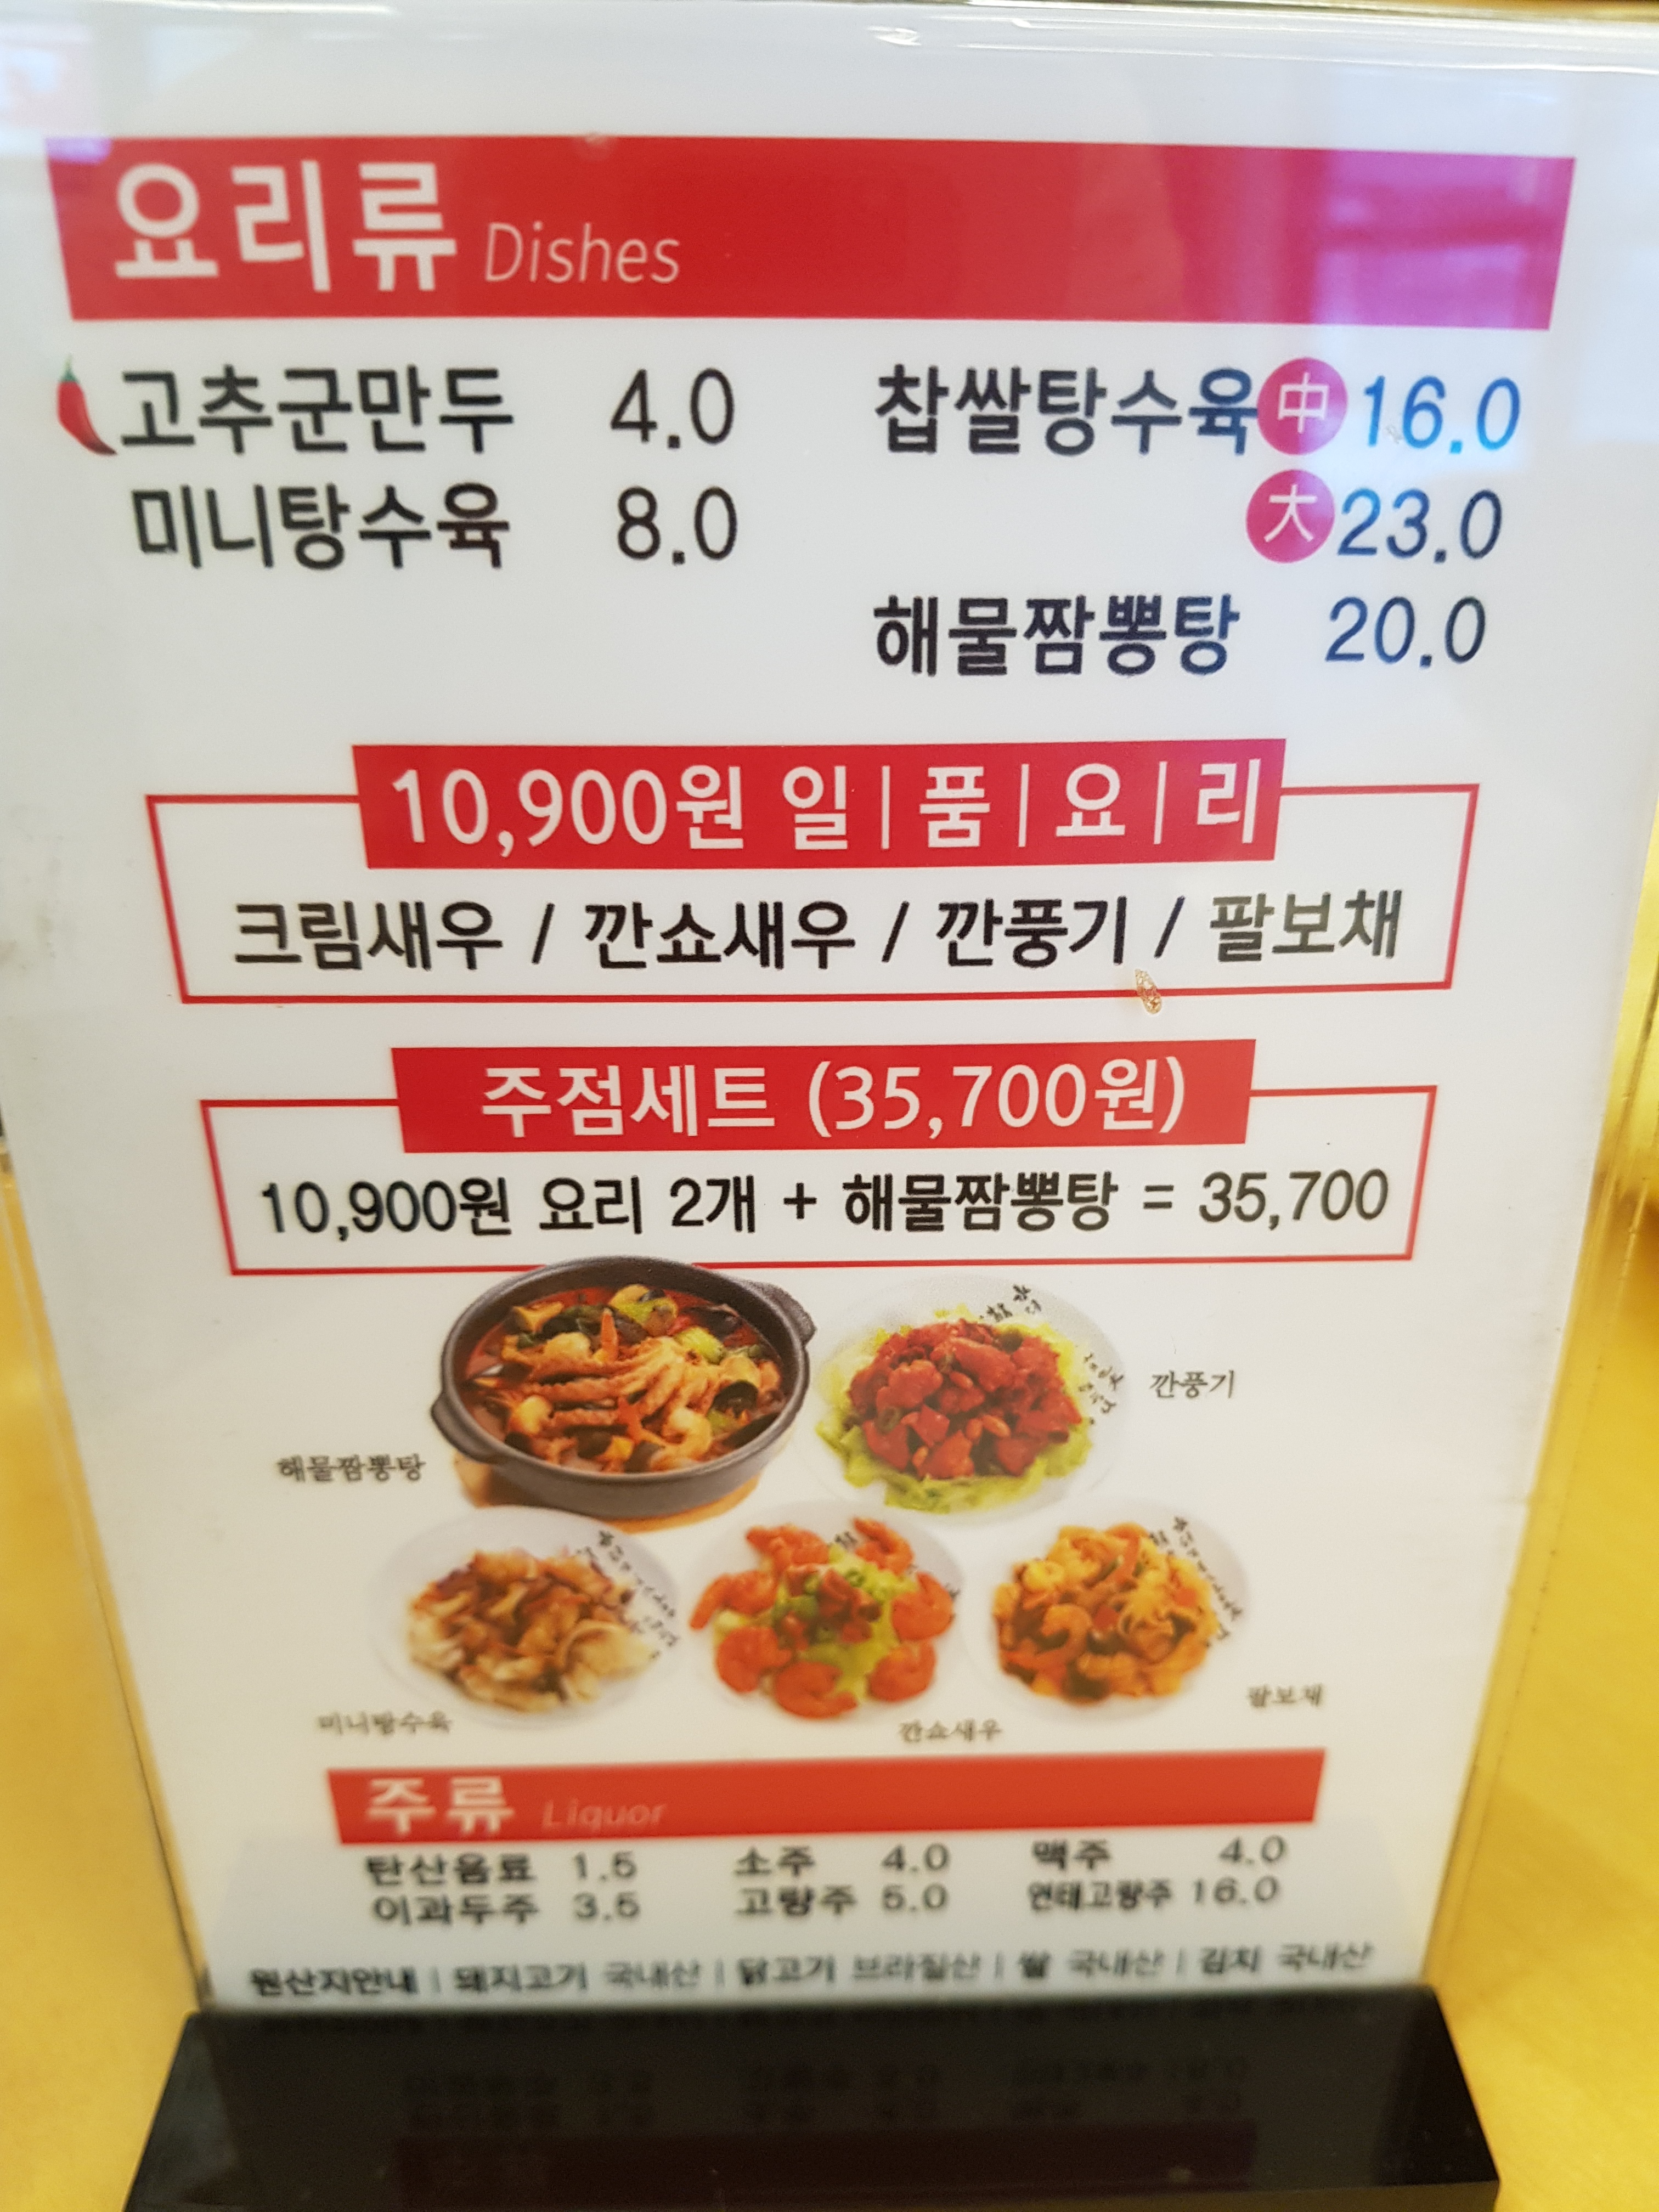 요리류 Dishes
고추군만두 4.0 찹쌀탕수육 中 16.0
미니탕수육 8.0 大 23.0
해물짬뽕탕 20.0
10,900원 일|품|요|리
크림새우 / 깐쇼새우 / 깐풍기 / 팔보채
주점세트 (35,700원)
10,900원 요리 2개 + 해물짬뽕탕 = 35,700
깐풍기
해물짬뽕탕
미니탕수육
깐쇼새우
팔보채
주류 Liquor
탄산음료 1.5 소주 4.0 맥주 4.0
이과두주 3.5 고량주 5.0 연태고량주 16.0
원산지안내 | 돼지고기 국내산 | 닭고기 브라질산 | 쌀 국내산 | 김치 국내산